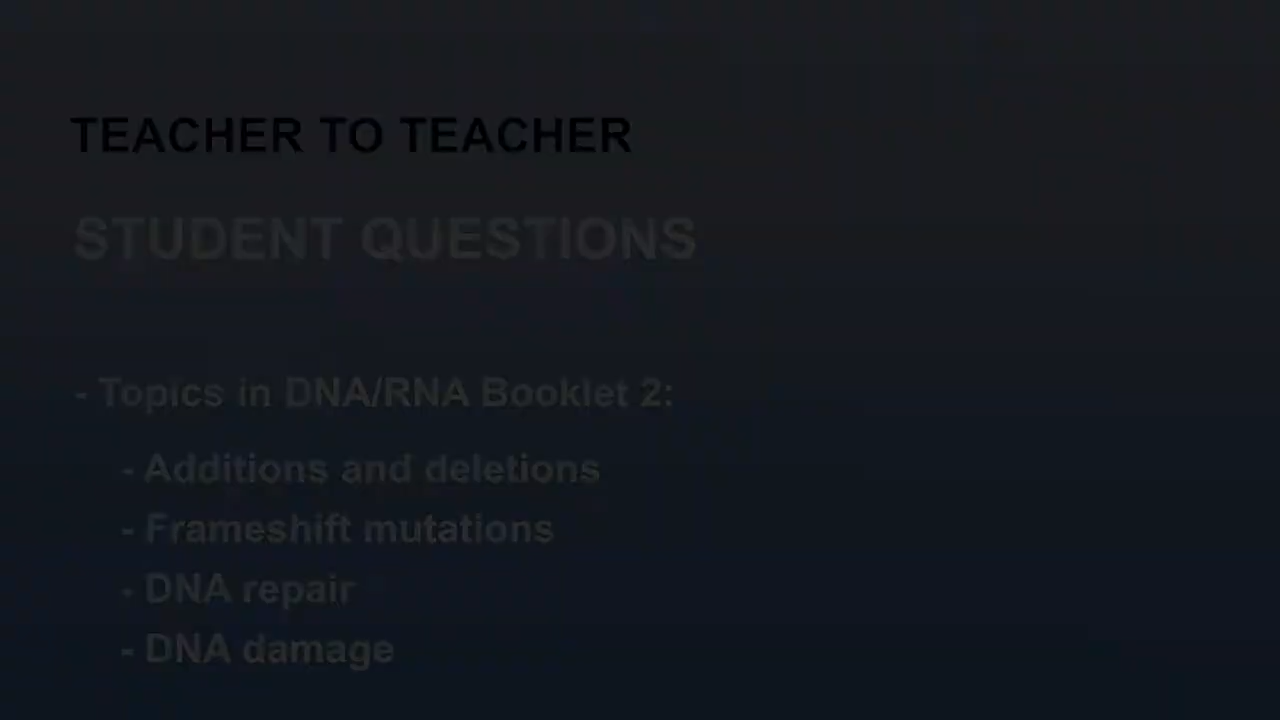 TEACHER TO TEACHER
STUDENT QUESTIONS
- Topics in DNA/RNA Booklet 2:
- Additions and deletions
- Frameshift mutations
- DNA repair
- DNA damage